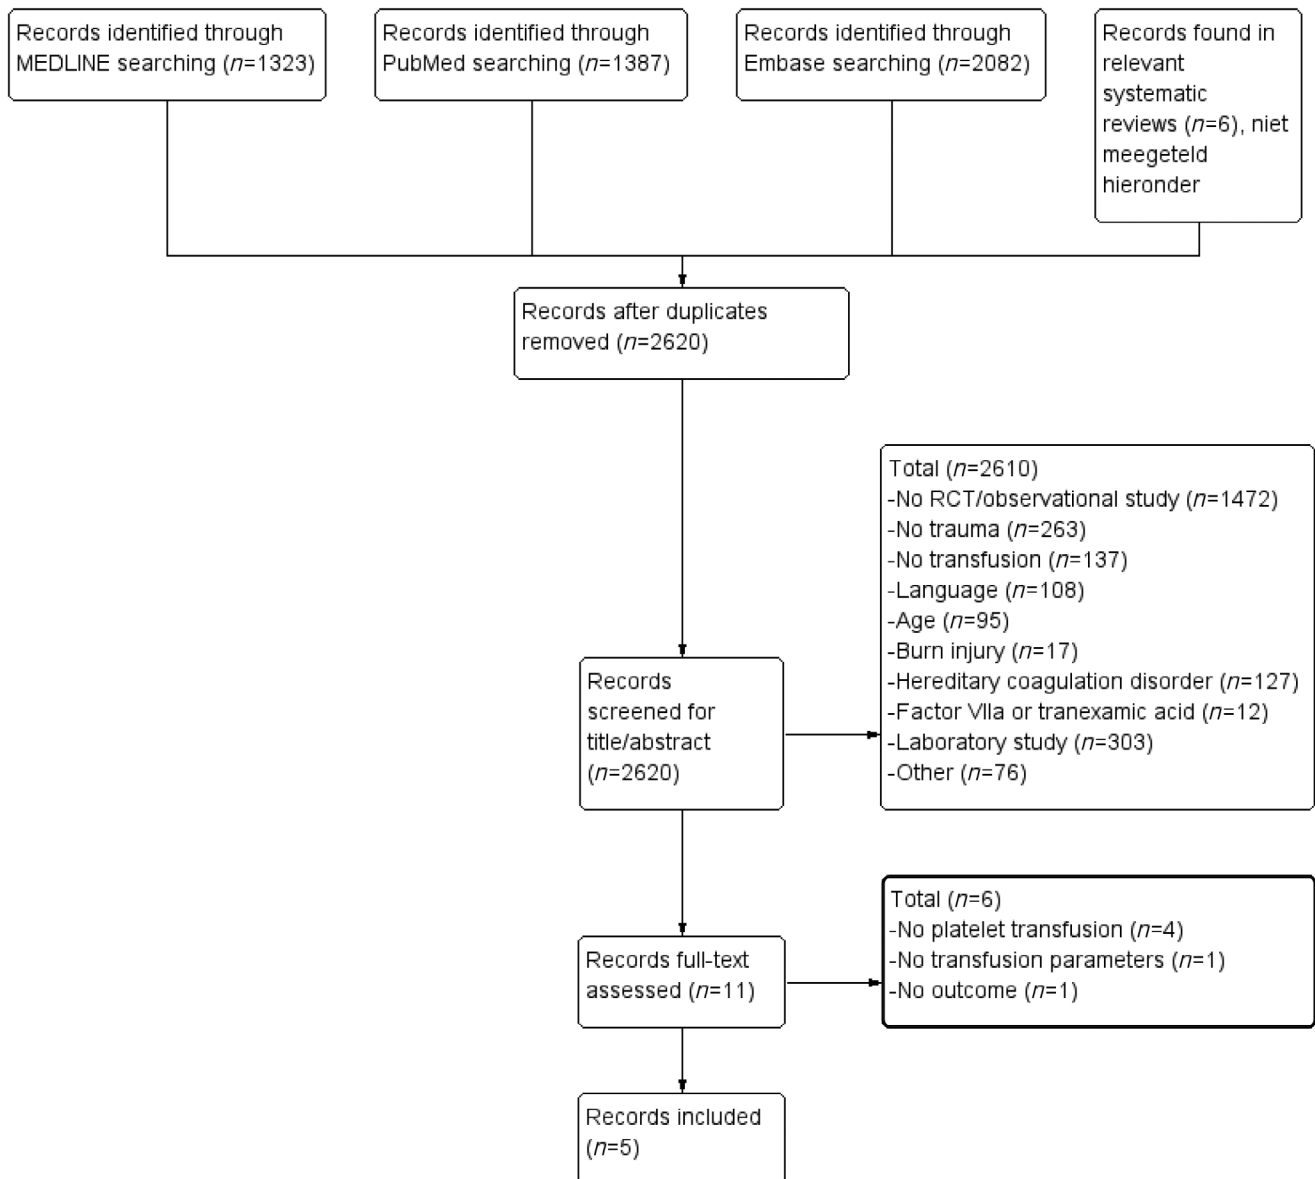 Records identified through
MEDLINE searching (n=1323)
Records identified through
PubMed searching (n=1387)
Records identified through
Embase searching (n=2082)
Records found in
relevant
systematic
reviews (n=6), niet
meegeteld
hieronder
Records after duplicates
removed (n=2620)
Total (n=2610)
-No RCT/observational study (n=1472)
-No trauma (n=263)
-No transfusion (n=137)
-Language (n=108)
-Age (n=95)
-Burn injury (n=17)
-Hereditary coagulation disorder (n=127)
-Factor VIIa or tranexamic acid (n=12)
-Laboratory study (n=303)
-Other (n=76)
Records
screened for
title/abstract
(n=2620)
Total (n=6)
-No platelet transfusion (n=4)
-No transfusion parameters (n=1)
-No outcome (n=1)
Records full-text
assessed (n=11)
Records included
(n=5)